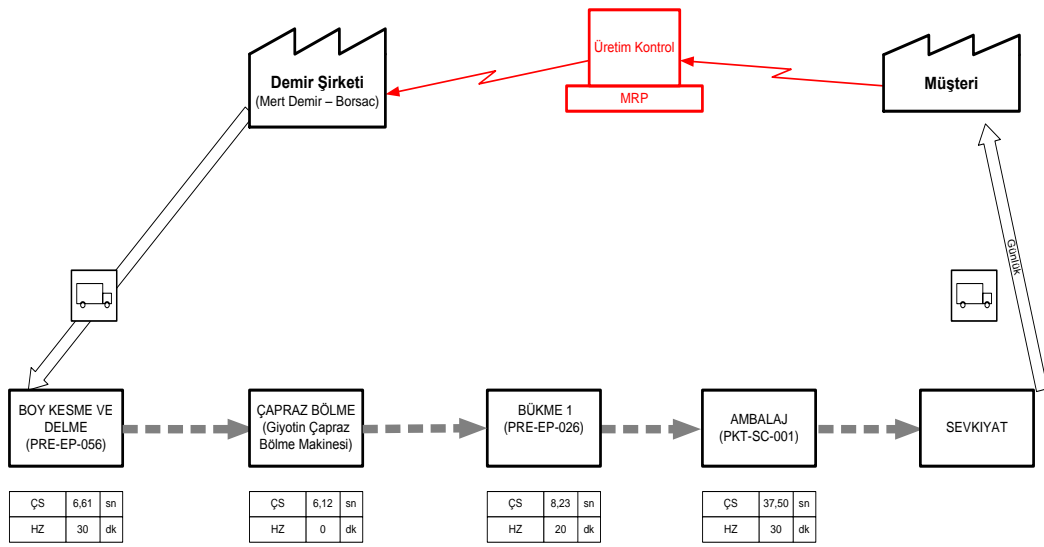 Demir Şirketi
(Mert Demir – Borsac)
Üretim Kontrol
MRP
Müşteri
Günlük
BOY KESME VE
DELME
(PRE-EP-056)
ÇAPRAZ BÖLME
(Giyotin Çapraz
Bölme Makinesi)
BÜKME 1
(PRE-EP-026)
AMBALAJ
(PKT-SC-001)
SEVKIYAT
ÇS 6,61 sn
HZ 30 dk
ÇS 6,12 sn
HZ 0 dk
ÇS 8,23 sn
HZ 20 dk
ÇS 37,50 sn
HZ 30 dk